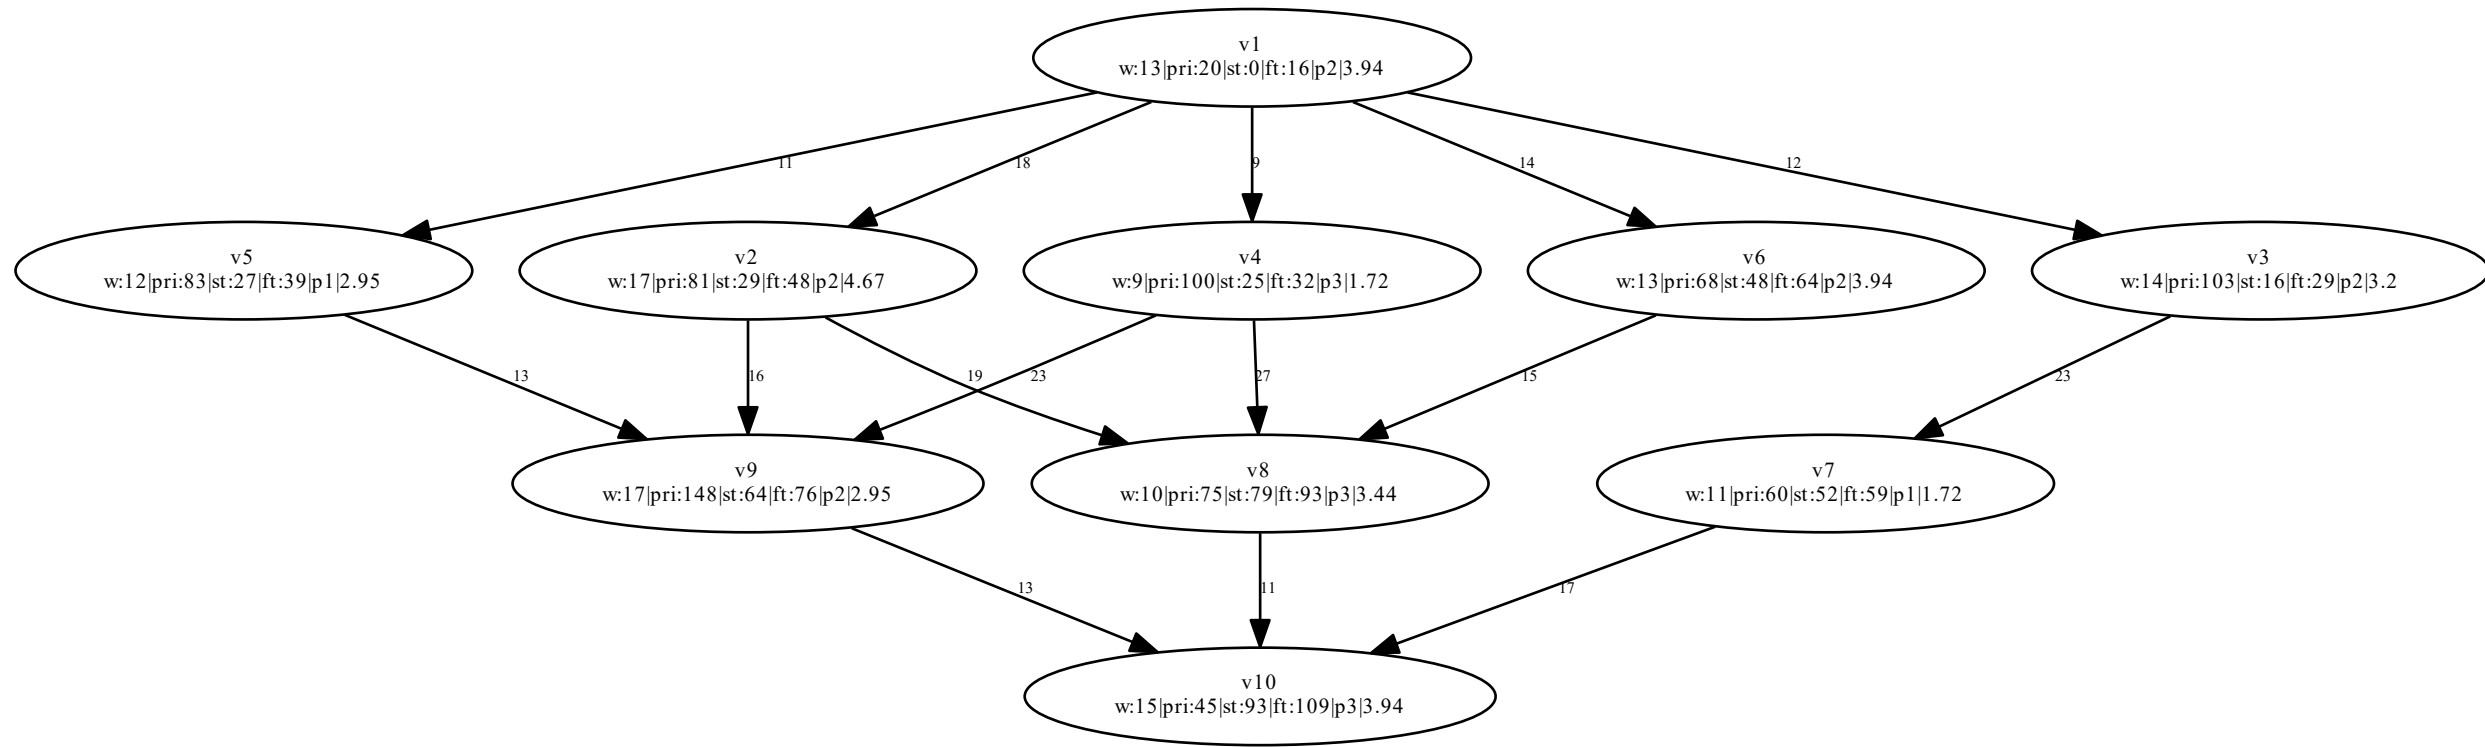 v1
w:13|pri:20|st:0|ft:16|p2|3.94
11
18
9
14
12
v5
w:12|pri:83|st:27|ft:39|p1|2.95
v2
w:17|pri:81|st:29|ft:48|p2|4.67
v4
w:9|pri:100|st:25|ft:32|p3|1.72
v6
w:13|pri:68|st:48|ft:64|p2|3.94
v3
w:14|pri:103|st:16|ft:29|p2|3.2
13
16
19
23
27
15
23
v9
w:17|pri:148|st:64|ft:76|p2|2.95
v8
w:10|pri:75|st:79|ft:93|p3|3.44
v7
w:11|pri:60|st:52|ft:59|p1|1.72
13
11
17
v10
w:15|pri:45|st:93|ft:109|p3|3.94